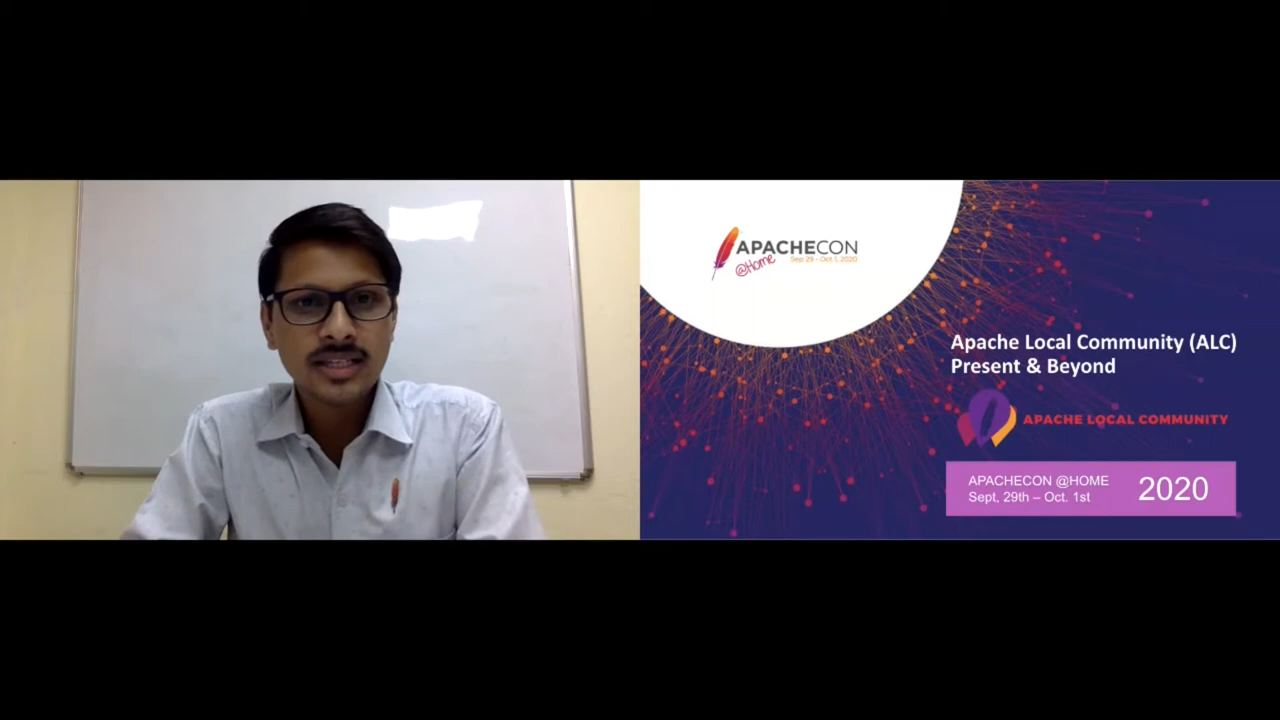 APACHECON
@Home
Sep 29 - Oct 1, 2020
Apache Local Community (ALC)
Present & Beyond
APACHE LOCAL COMMUNITY
APACHECON @HOME
Sept, 29th – Oct. 1st
2020